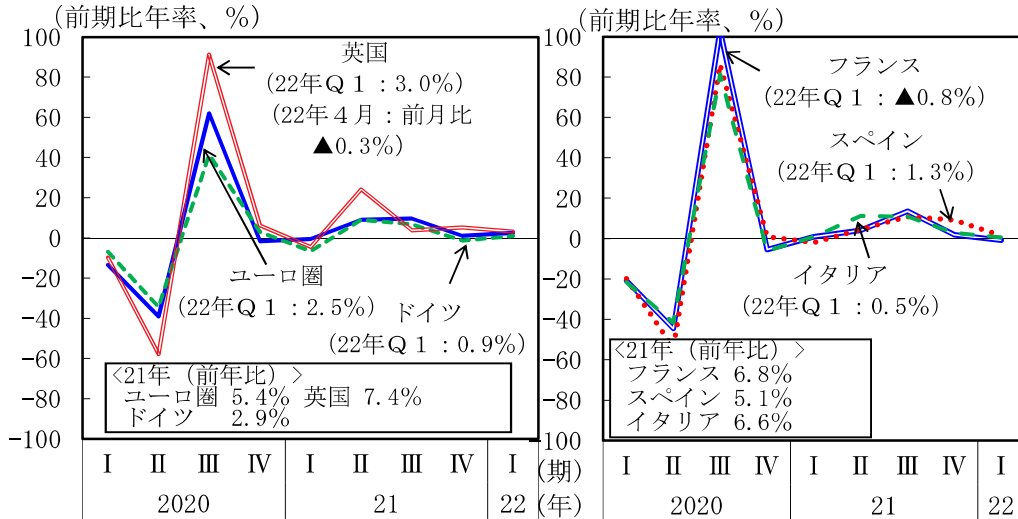 (前期比年率、%)
100
80
60
40
20
0
-20
-40
-60
-80
-100
英国
(22年Q1：3.0%)
(22年4月：前月比
▲0.3%)
ユーロ圏
(22年Q1：2.5%)
ドイツ
(22年Q1：0.9%)
<21年（前年比）>
ユーロ圏 5.4% 英国 7.4%
ドイツ 2.9%
Ⅰ Ⅱ Ⅲ Ⅳ Ⅰ Ⅱ Ⅲ Ⅳ Ⅰ (期)
2020 21 22 (年)
(前期比年率、%)
100
80
60
40
20
0
-20
-40
-60
-80
-100
フランス
(22年Q1：▲0.8%)
スペイン
(22年Q1：1.3%)
イタリア
(22年Q1：0.5%)
<21年（前年比）>
フランス 6.8%
スペイン 5.1%
イタリア 6.6%
Ⅰ Ⅱ Ⅲ Ⅳ Ⅰ Ⅱ Ⅲ Ⅳ Ⅰ
2020 21 22